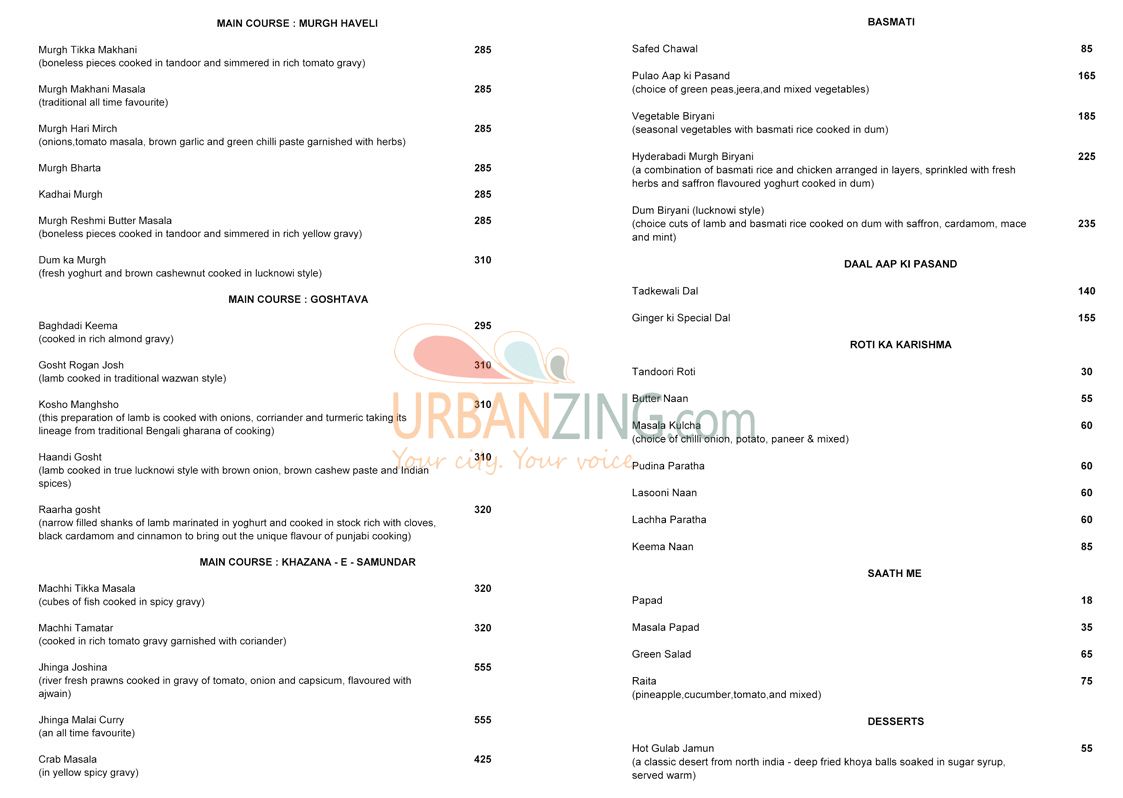 MAIN COURSE : MURGH HAVELI
Murgh Tikka Makhani 285
(boneless pieces cooked in tandoor and simmered in rich tomato gravy)
Murgh Makhani Masala 285
(traditional all time favourite)
Murgh Hari Mirch 285
(onions,tomato masala, brown garlic and green chilli paste garnished with herbs)
Murgh Bharta 285
Kadhai Murgh 285
Murgh Reshmi Butter Masala 285
(boneless pieces cooked in tandoor and simmered in rich yellow gravy)
Dum ka Murgh 310
(fresh yoghurt and brown cashewnut cooked in lucknowi style)
MAIN COURSE : GOSHTAVA
Baghdadi Keema 295
(cooked in rich almond gravy)
Gosht Rogan Josh 310
(lamb cooked in traditional wazwan style)
Kosho Manghsho 310
(this preparation of lamb is cooked with onions, corriander and turmeric taking its
lineage from traditional Bengali gharana of cooking)
Haandi Gosht 310
(lamb cooked in true lucknowi style with brown onion, brown cashew paste and Indian
spices)
Raarha gosht 320
(narrow filled shanks of lamb marinated in yoghurt and cooked in stock rich with cloves,
black cardamom and cinnamon to bring out the unique flavour of punjabi cooking)
MAIN COURSE : KHAZANA - E - SAMUNDAR
Machhi Tikka Masala 320
(cubes of fish cooked in spicy gravy)
Machhi Tamatar 320
(cooked in rich tomato gravy garnished with coriander)
Jhinga Joshina 555
(river fresh prawns cooked in gravy of tomato, onion and capsicum, flavoured with
ajwain)
Jhinga Malai Curry 555
(an all time favourite)
Crab Masala 425
(in yellow spicy gravy)
BASMATI
Safed Chawal 85
Pulao Aap ki Pasand 165
(choice of green peas,jeera,and mixed vegetables)
Vegetable Biryani 185
(seasonal vegetables with basmati rice cooked in dum)
Hyderabadi Murgh Biryani 225
(a combination of basmati rice and chicken arranged in layers, sprinkled with fresh
herbs and saffron flavoured yoghurt cooked in dum)
Dum Biryani (lucknowi style)
(choice cuts of lamb and basmati rice cooked on dum with saffron, cardamom, mace 235
and mint)
DAAL AAP KI PASAND
Tadkewali Dal 140
Ginger ki Special Dal 155
ROTI KA KARISHMA
Tandoori Roti 30
Butter Naan 55
Masala Kulcha 60
(choice of chilli onion, potato, paneer & mixed)
Pudina Paratha 60
Lasooni Naan 60
Lachha Paratha 60
Keema Naan 85
SAATH ME
Papad 18
Masala Papad 35
Green Salad 65
Raita 75
(pineapple,cucumber,tomato,and mixed)
DESSERTS
Hot Gulab Jamun 55
(a classic desert from north india - deep fried khoya balls soaked in sugar syrup,
served warm)
URBANZING.com
Your city. Your voice